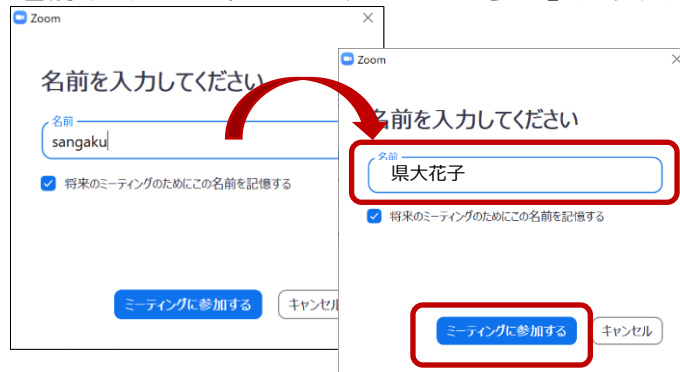 Zoom
名前を入力してください
名前
sangaku
将来のミーティングのためにこの名前を記憶する
ミーティングに参加する
キャンセル
Zoom
名前を入力してください
名前
県大花子
将来のミーティングのためにこの名前を記憶する
ミーティングに参加する
キャンセル